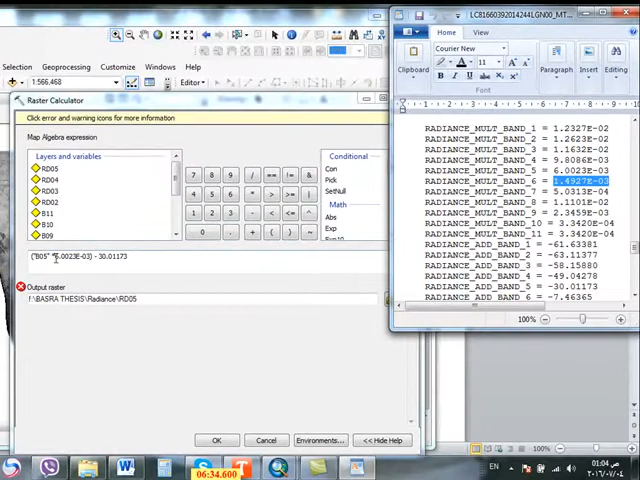 LC81660392014244LGN00_MT...
Home View
Selection Geoprocessing Customize Windows Help
1:566,468
Editor
Clipboard
Courier New 11
Font
Paragraph Insert Editing
Raster Calculator
Click error and warning icons for more information
Map Algebra expression
Layers and variables
RD05
RD04
RD03
RD02
B11
B10
B09
7 8 9 / == != &
4 5 6 * > >= |
1 2 3 - < <= ^
0 . + ( ) ~
Conditional
Con
Pick
SetNull
Math
Abs
Exp
Exp10
("B05" *6.0023E-03) - 30.01173
Output raster
I:\BASRA THESIS\Radiance\RD05
OK Cancel Environments... << Hide Help
RADIANCE_MULT_BAND_1 = 1.2327E-02
RADIANCE_MULT_BAND_2 = 1.2623E-02
RADIANCE_MULT_BAND_3 = 1.1632E-02
RADIANCE_MULT_BAND_4 = 9.8086E-03
RADIANCE_MULT_BAND_5 = 6.0023E-03
RADIANCE_MULT_BAND_6 = 1.4927E-03
RADIANCE_MULT_BAND_7 = 5.0313E-04
RADIANCE_MULT_BAND_8 = 1.1101E-02
RADIANCE_MULT_BAND_9 = 2.3459E-03
RADIANCE_MULT_BAND_10 = 3.3420E-04
RADIANCE_MULT_BAND_11 = 3.3420E-04
RADIANCE_ADD_BAND_1 = -61.63381
RADIANCE_ADD_BAND_2 = -63.11377
RADIANCE_ADD_BAND_3 = -58.15880
RADIANCE_ADD_BAND_4 = -49.04278
RADIANCE_ADD_BAND_5 = -30.01173
RADIANCE_ADD_BAND_6 = -7.46365
100%
100%
06:34.600
EN
01:04 ص
٢٠١٦/٠٧/٠٤